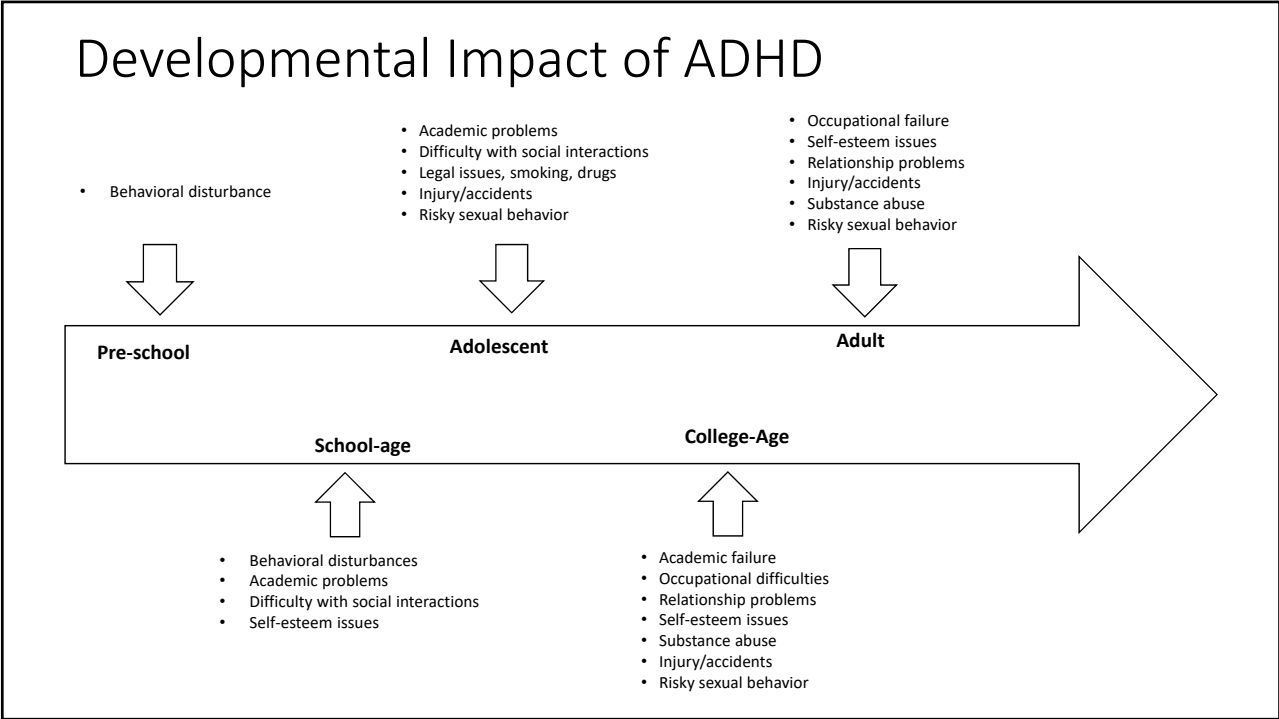 Developmental Impact of ADHD
• Behavioral disturbance
• Academic problems
• Difficulty with social interactions
• Legal issues, smoking, drugs
• Injury/accidents
• Risky sexual behavior
• Occupational failure
• Self-esteem issues
• Relationship problems
• Injury/accidents
• Substance abuse
• Risky sexual behavior
Pre-school
Adolescent
Adult
School-age
College-Age
• Behavioral disturbances
• Academic problems
• Difficulty with social interactions
• Self-esteem issues
• Academic failure
• Occupational difficulties
• Relationship problems
• Self-esteem issues
• Substance abuse
• Injury/accidents
• Risky sexual behavior